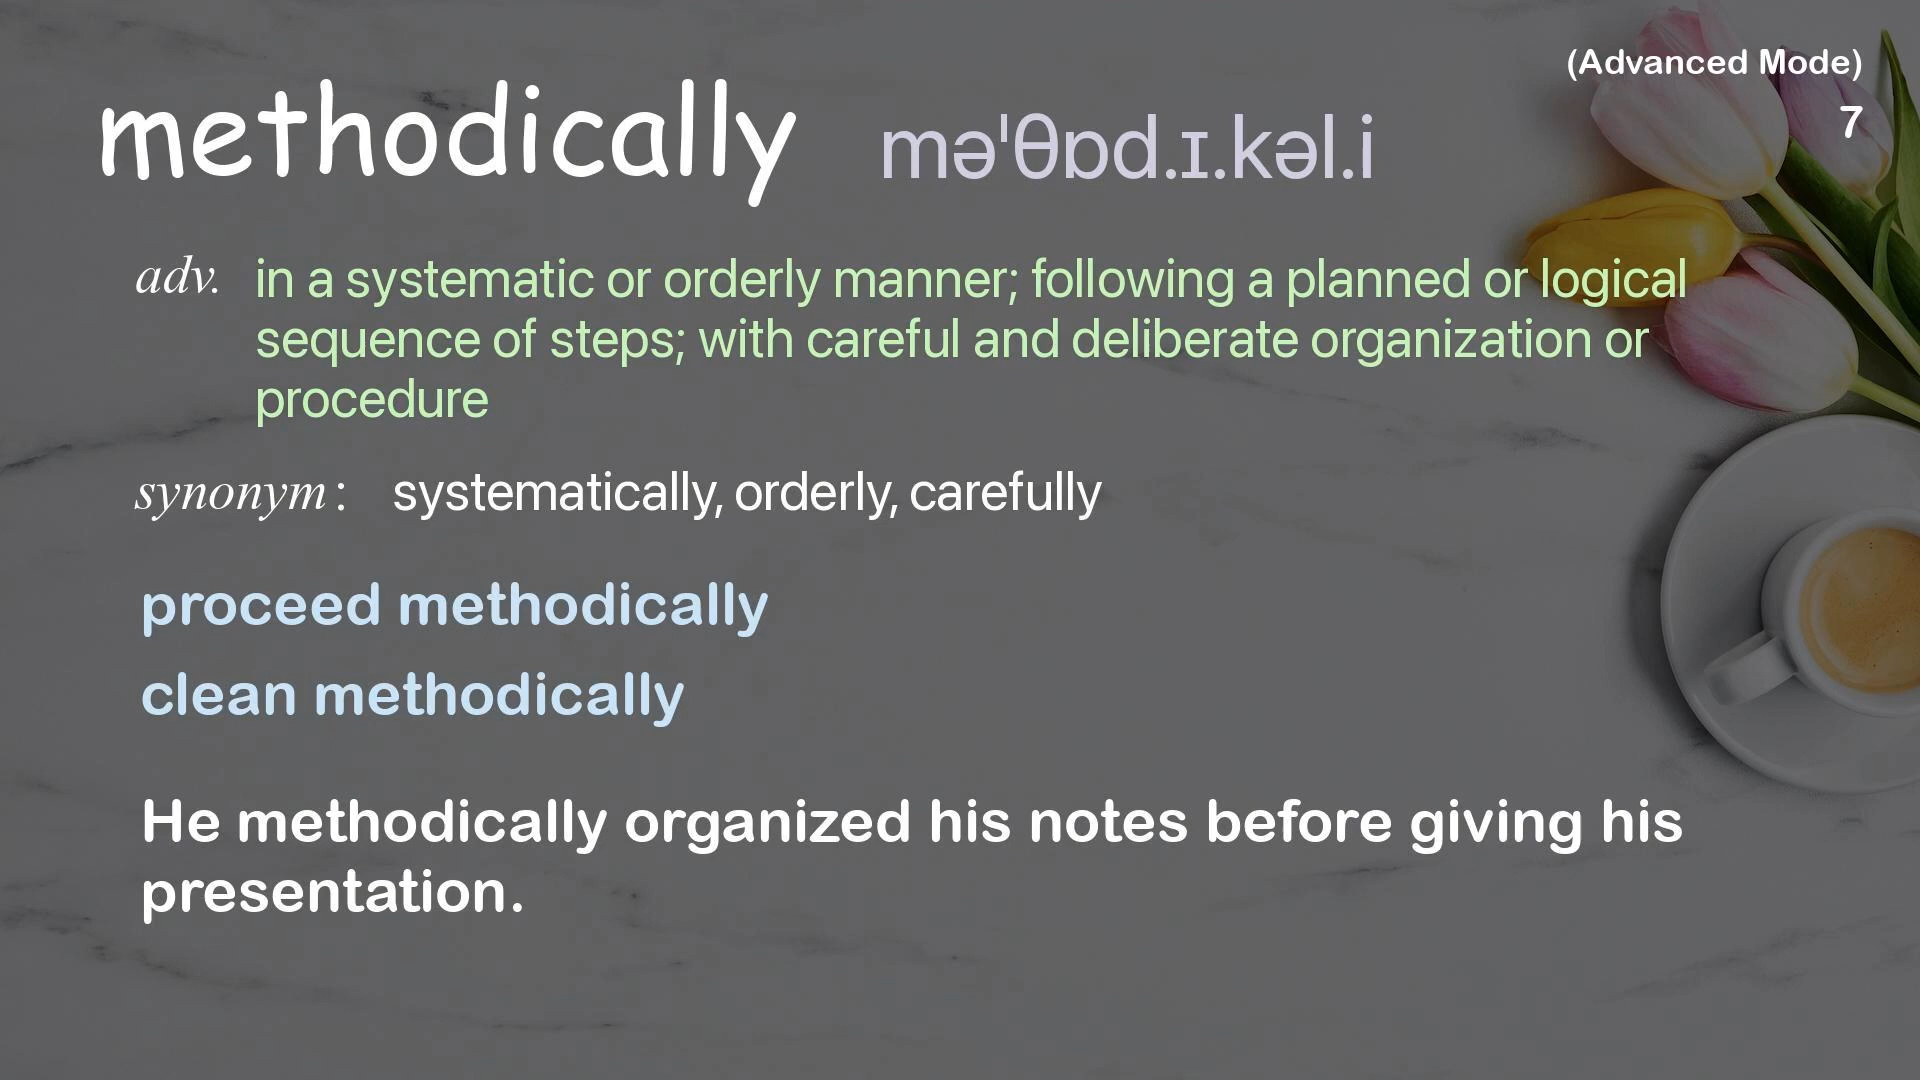 (Advanced Mode)
7
methodically məˈθɒd.ɪ.kəl.i
adv. in a systematic or orderly manner; following a planned or logical
sequence of steps; with careful and deliberate organization or
procedure
synonym: systematically, orderly, carefully
proceed methodically
clean methodically
He methodically organized his notes before giving his
presentation.